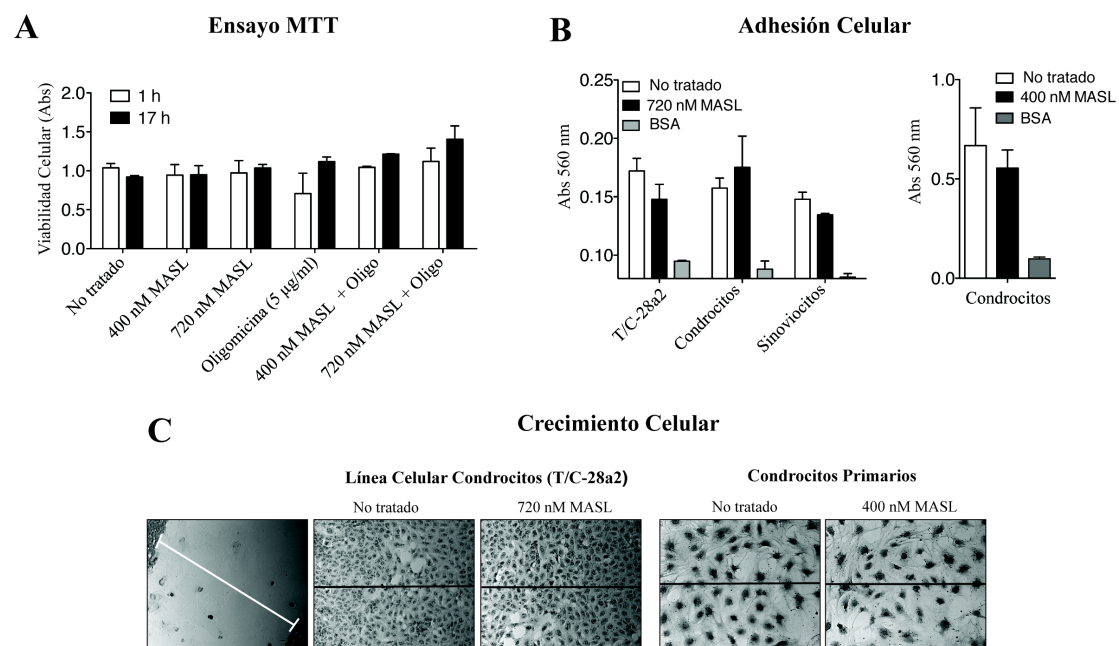 A
Ensayo MTT
Viabilidad Celular (Abs)
2.0
1.5
1.0
0.5
0.0
1 h
17 h
No tratado
400 nM MASL
720 nM MASL
Oligomicina (5 µg/ml)
400 nM MASL + Oligo
720 nM MASL + Oligo
B
Adhesión Celular
Abs 560 nm
0.25
0.20
0.15
0.10
No tratado
720 nM MASL
BSA
T/C-28a2
Condrocitos
Sinoviocitos
Abs 560 nm
1.0
0.5
0.0
No tratado
400 nM MASL
BSA
Condrocitos
C
Crecimiento Celular
Línea Celular Condrocitos (T/C-28a2)
Condrocitos Primarios
No tratado
720 nM MASL
No tratado
400 nM MASL